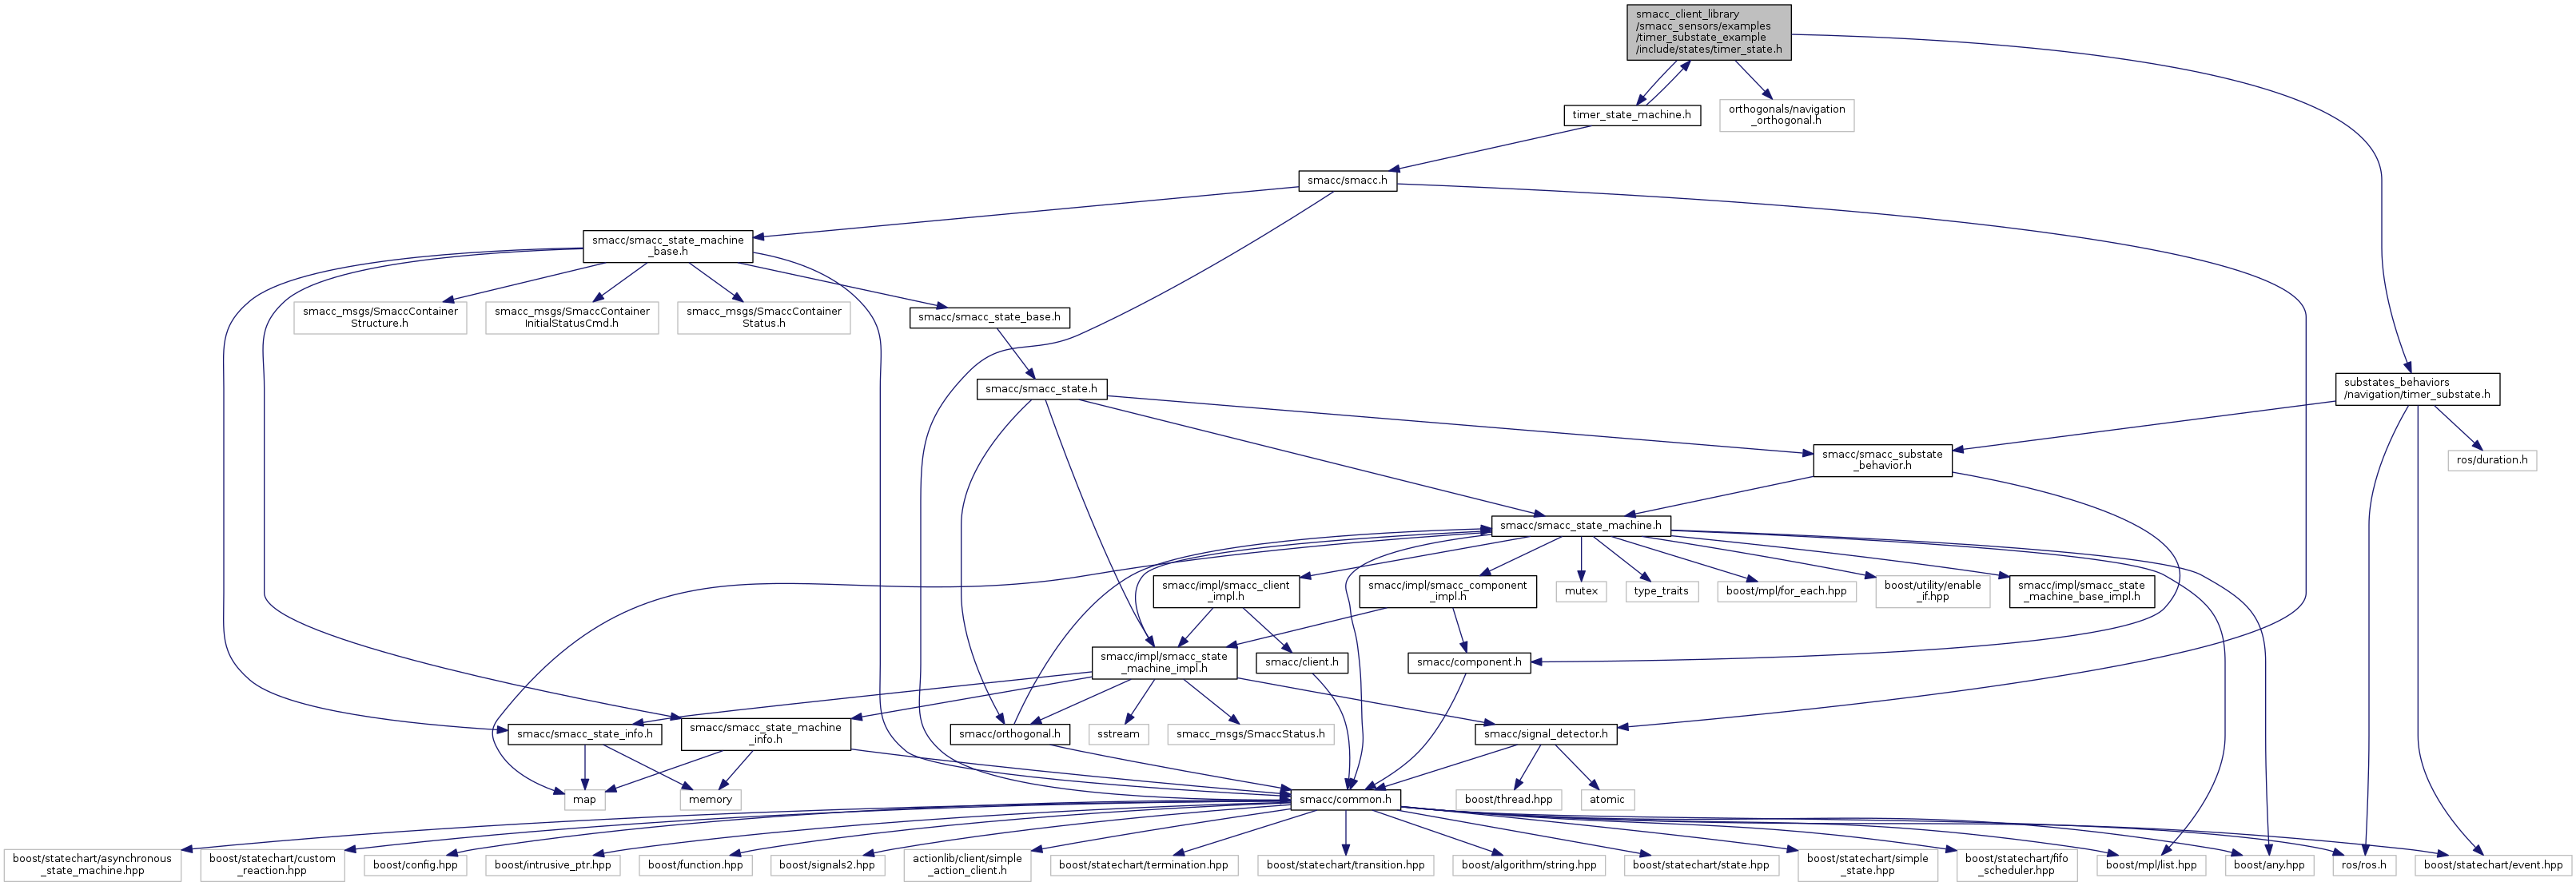 smacc_client_library
/smacc_sensors/examples
/timer_substate_example
/include/states/timer_state.h
timer_state_machine.h
orthogonals/navigation
_orthogonal.h
smacc/smacc.h
smacc/smacc_state_machine
_base.h
smacc_msgs/SmaccContainer
Structure.h
smacc_msgs/SmaccContainer
InitialStatusCmd.h
smacc_msgs/SmaccContainer
Status.h
smacc/smacc_state_base.h
smacc/smacc_state.h
substates_behaviors
/navigation/timer_substate.h
smacc/smacc_substate
_behavior.h
ros/duration.h
smacc/smacc_state_machine.h
smacc/impl/smacc_client
_impl.h
smacc/impl/smacc_component
_impl.h
mutex
type_traits
boost/mpl/for_each.hpp
boost/utility/enable
_if.hpp
smacc/impl/smacc_state
_machine_base_impl.h
smacc/impl/smacc_state
_machine_impl.h
smacc/client.h
smacc/component.h
smacc/smacc_state_info.h
smacc/smacc_state_machine
_info.h
smacc/orthogonal.h
sstream
smacc_msgs/SmaccStatus.h
smacc/signal_detector.h
map
memory
smacc/common.h
boost/thread.hpp
atomic
boost/statechart/asynchronous
_state_machine.hpp
boost/statechart/custom
_reaction.hpp
boost/config.hpp
boost/intrusive_ptr.hpp
boost/function.hpp
boost/signals2.hpp
actionlib/client/simple
_action_client.h
boost/statechart/termination.hpp
boost/statechart/transition.hpp
boost/algorithm/string.hpp
boost/statechart/state.hpp
boost/statechart/simple
_state.hpp
boost/statechart/fifo
_scheduler.hpp
boost/mpl/list.hpp
boost/any.hpp
ros/ros.h
boost/statechart/event.hpp